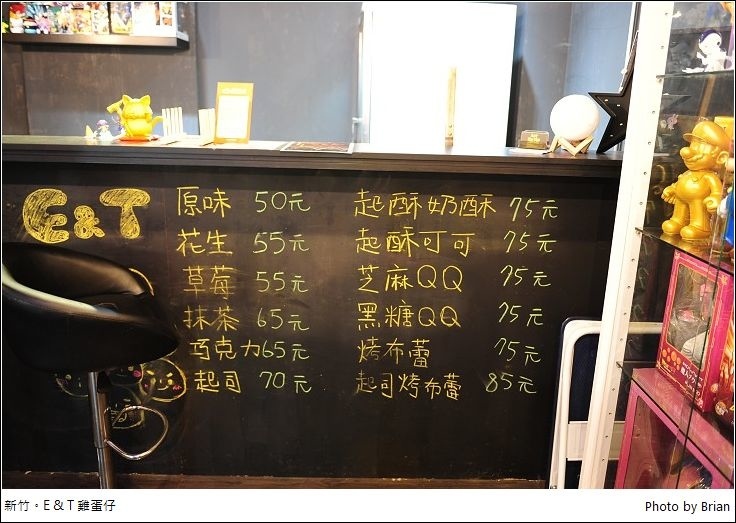 E&T
原味 50元
花生 55元
草莓 55元
抹茶 65元
巧克力65元
起司 70元
起酥奶酥 75元
起酥可可 75元
芝麻QQ 75元
黑糖QQ 75元
烤布蕾 75元
起司烤布蕾 85元
新竹。E&T雞蛋仔
Photo by Brian